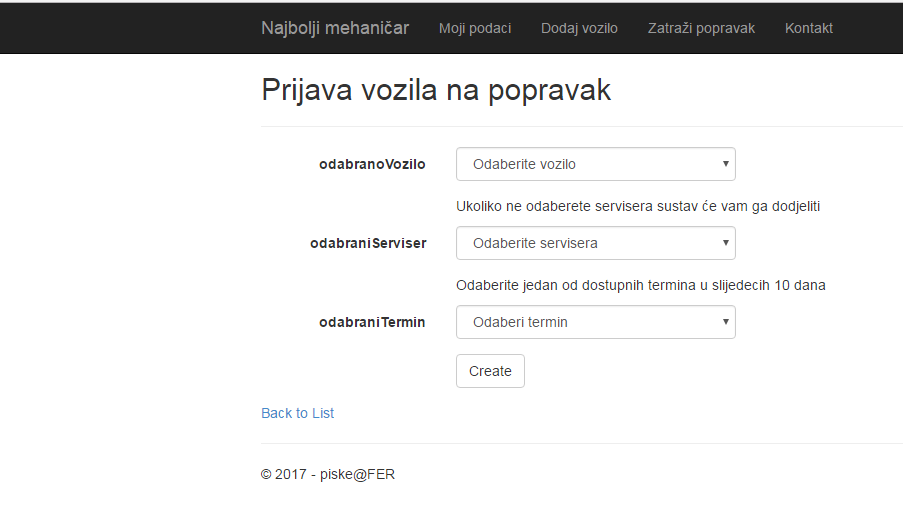 Najbolji mehaničar Moji podaci Dodaj vozilo Zatraži popravak Kontakt
Prijava vozila na popravak
odabranoVozilo Odaberite vozilo
Ukoliko ne odaberete servisera sustav će vam ga dodjeliti
odabraniServiser Odaberite servisera
Odaberite jedan od dostupnih termina u slijedecih 10 dana
odabraniTermin Odaberi termin
Create
Back to List
© 2017 - piske@FER